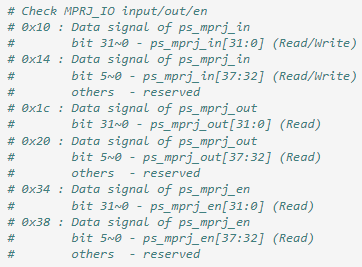 # Check MPRJ_IO input/out/en
# 0x10 : Data signal of ps_mprj_in
#        bit 31~0 - ps_mprj_in[31:0] (Read/Write)
# 0x14 : Data signal of ps_mprj_in
#        bit 5~0 - ps_mprj_in[37:32] (Read/Write)
#        others  - reserved
# 0x1c : Data signal of ps_mprj_out
#        bit 31~0 - ps_mprj_out[31:0] (Read)
# 0x20 : Data signal of ps_mprj_out
#        bit 5~0 - ps_mprj_out[37:32] (Read)
#        others  - reserved
# 0x34 : Data signal of ps_mprj_en
#        bit 31~0 - ps_mprj_en[31:0] (Read)
# 0x38 : Data signal of ps_mprj_en
#        bit 5~0 - ps_mprj_en[37:32] (Read)
#        others  - reserved